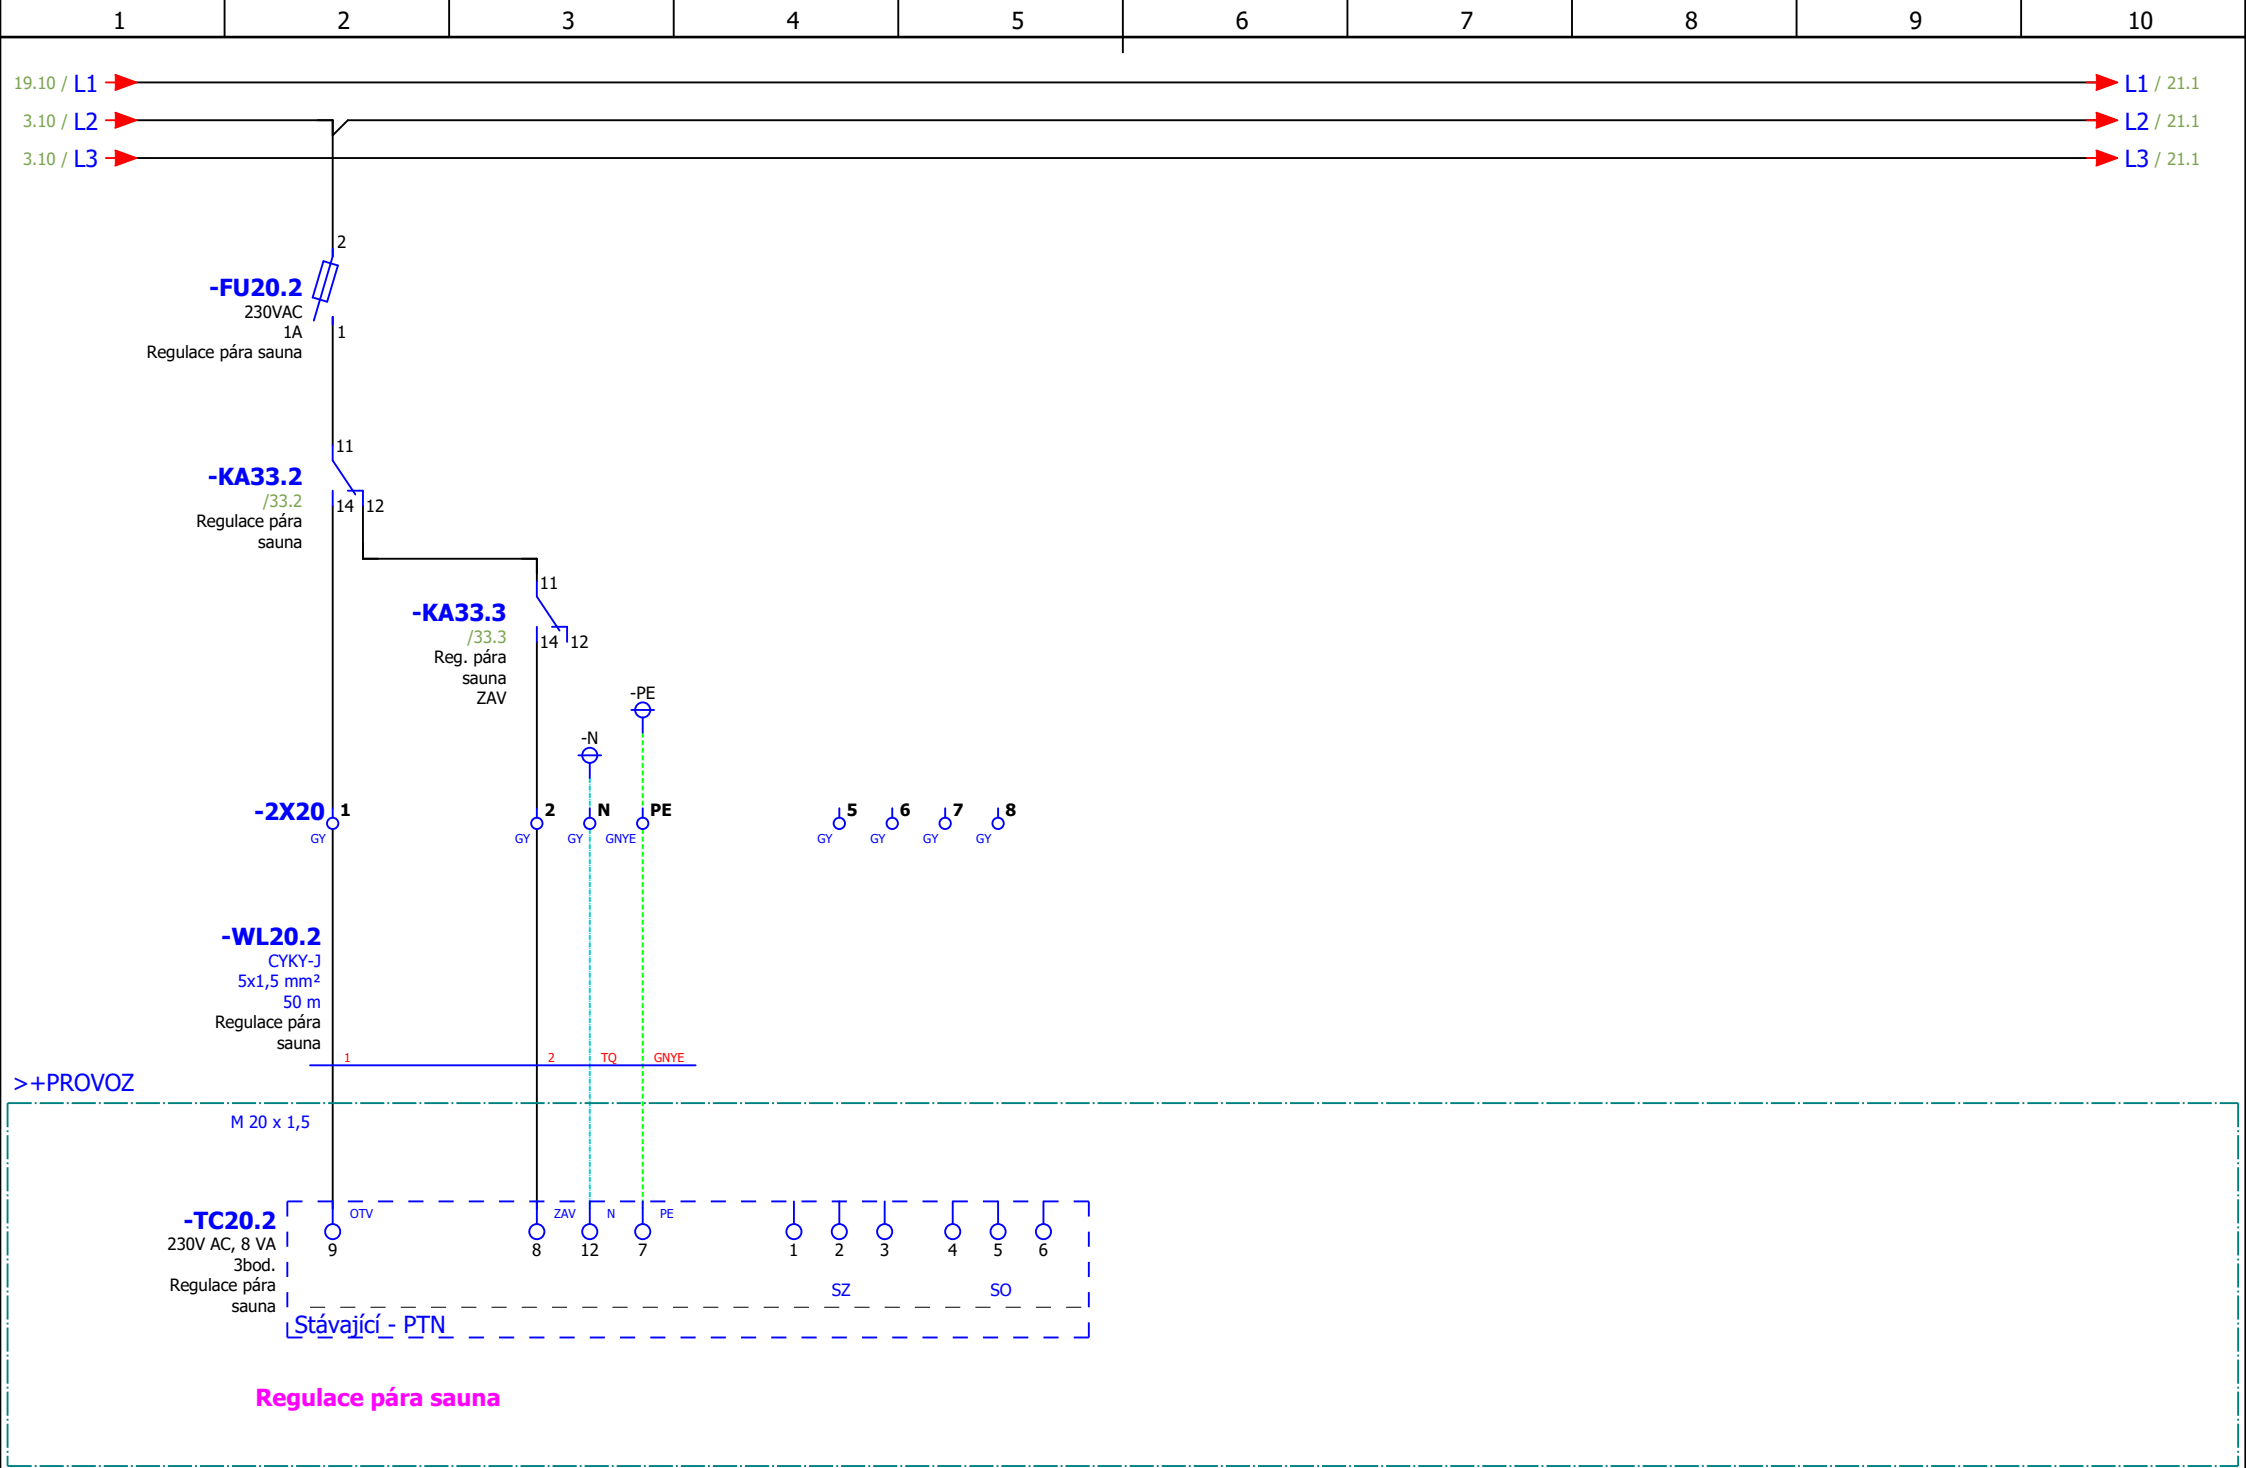 1 2 3 4 5 6 7 8 9 10
19.10 / L1 L1 / 21.1
3.10 / L2 L2 / 21.1
3.10 / L3 L3 / 21.1
2
-FU20.2
230VAC
1A
1
Regulace pára sauna
11
-KA33.2
/33.2
14 12
Regulace pára
sauna
11
-KA33.3
/33.3
14 12
Reg. pára
sauna
ZAV
-PE
-N
-2X20 1 2 N PE 5 6 7 8
GY GY GY GNYE GY GY GY GY
-WL20.2
CYKY-J
5x1,5 mm²
50 m
Regulace pára
sauna
1 2 TQ GNYE
>+PROVOZ
M 20 x 1,5
-TC20.2
OTV ZAV N PE
230V AC, 8 VA
9 8 12 7 1 2 3 4 5 6
3bod.
Regulace pára
sauna
SZ SO
Stávající - PTN
Regulace pára sauna